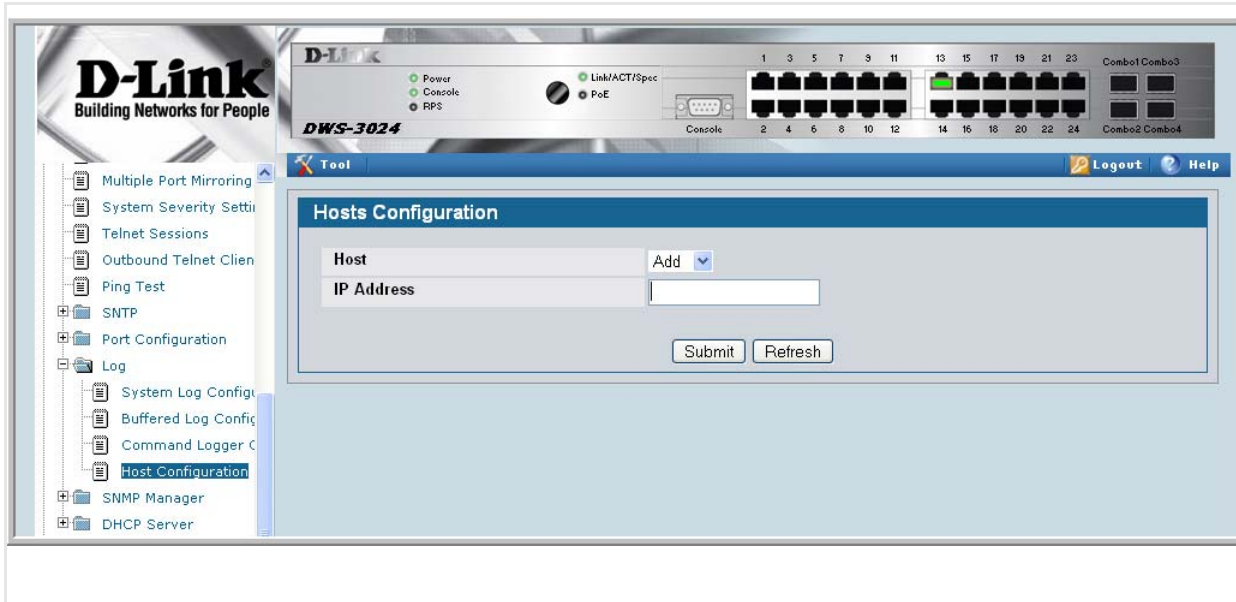 D-Link®
Building Networks for People
D-Link
Power
Console
RPS
Link/ACT/Spec
PoE
DWS-3024
Console
1 3 5 7 9 11 13 15 17 19 21 23
2 4 6 8 10 12 14 16 18 20 22 24
Combo1 Combo3
Combo2 Combo4
Tool
Logout
Help
Multiple Port Mirroring
System Severity Setti
Telnet Sessions
Outbound Telnet Clien
Ping Test
SNTP
Port Configuration
Log
System Log Configu
Buffered Log Config
Command Logger C
Host Configuration
SNMP Manager
DHCP Server
Hosts Configuration
Host
Add
IP Address
Submit
Refresh